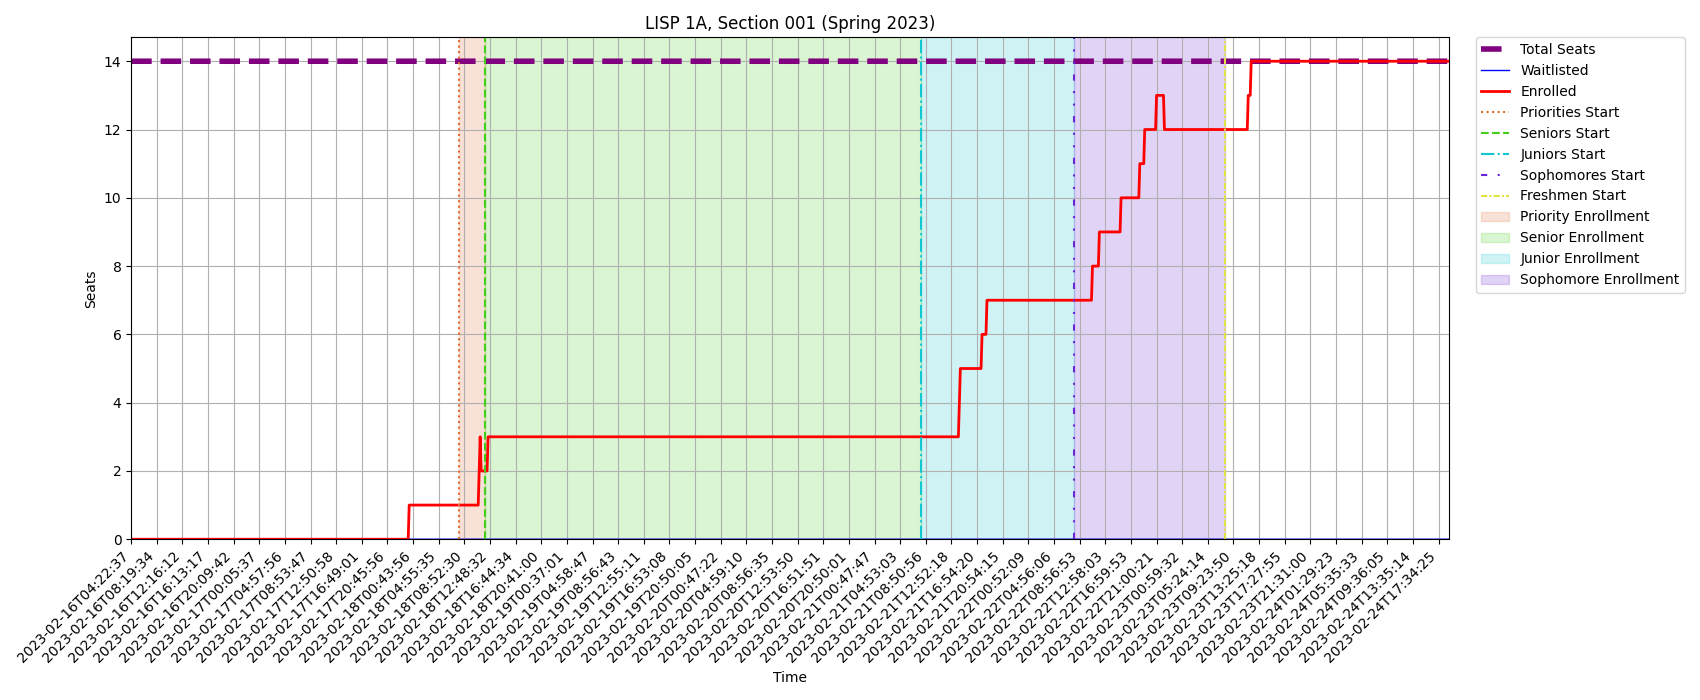 LISP 1A, Section 001 (Spring 2023)
Seats
14
12
10
8
6
4
2
0
2023-02-16T04:22:37
2023-02-16T08:19:34
2023-02-16T12:16:12
2023-02-16T16:13:17
2023-02-16T20:09:42
2023-02-17T00:05:37
2023-02-17T04:57:56
2023-02-17T08:53:47
2023-02-17T12:50:58
2023-02-17T16:49:01
2023-02-17T20:45:56
2023-02-18T00:43:56
2023-02-18T04:55:35
2023-02-18T08:52:30
2023-02-18T12:48:32
2023-02-18T16:44:34
2023-02-18T20:41:00
2023-02-19T00:37:01
2023-02-19T04:58:47
2023-02-19T08:56:43
2023-02-19T12:55:11
2023-02-19T16:53:08
2023-02-19T20:50:05
2023-02-20T00:47:22
2023-02-20T04:59:10
2023-02-20T08:56:35
2023-02-20T12:53:50
2023-02-20T16:51:51
2023-02-20T20:50:01
2023-02-21T00:47:47
2023-02-21T04:53:03
2023-02-21T08:50:56
2023-02-21T12:52:18
2023-02-21T16:54:20
2023-02-21T20:54:15
2023-02-22T00:52:09
2023-02-22T04:56:06
2023-02-22T08:56:53
2023-02-22T12:58:03
2023-02-22T16:59:53
2023-02-22T21:00:21
2023-02-23T00:59:32
2023-02-23T05:24:14
2023-02-23T09:23:50
2023-02-23T13:25:18
2023-02-23T17:27:55
2023-02-23T21:31:00
2023-02-24T01:29:23
2023-02-24T05:35:33
2023-02-24T09:36:05
2023-02-24T13:35:14
2023-02-24T17:34:25
Time
Total Seats
Waitlisted
Enrolled
Priorities Start
Seniors Start
Juniors Start
Sophomores Start
Freshmen Start
Priority Enrollment
Senior Enrollment
Junior Enrollment
Sophomore Enrollment